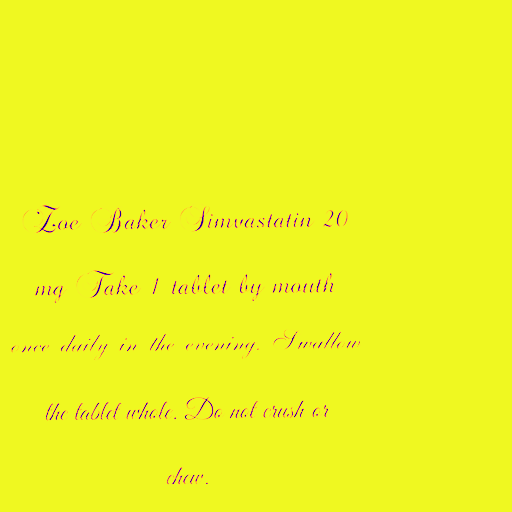 Zoe Baker Simvastatin 20
mg Take 1 tablet by mouth
once daily in the evening. Swallow
the tablet whole. Do not crush or
chew.